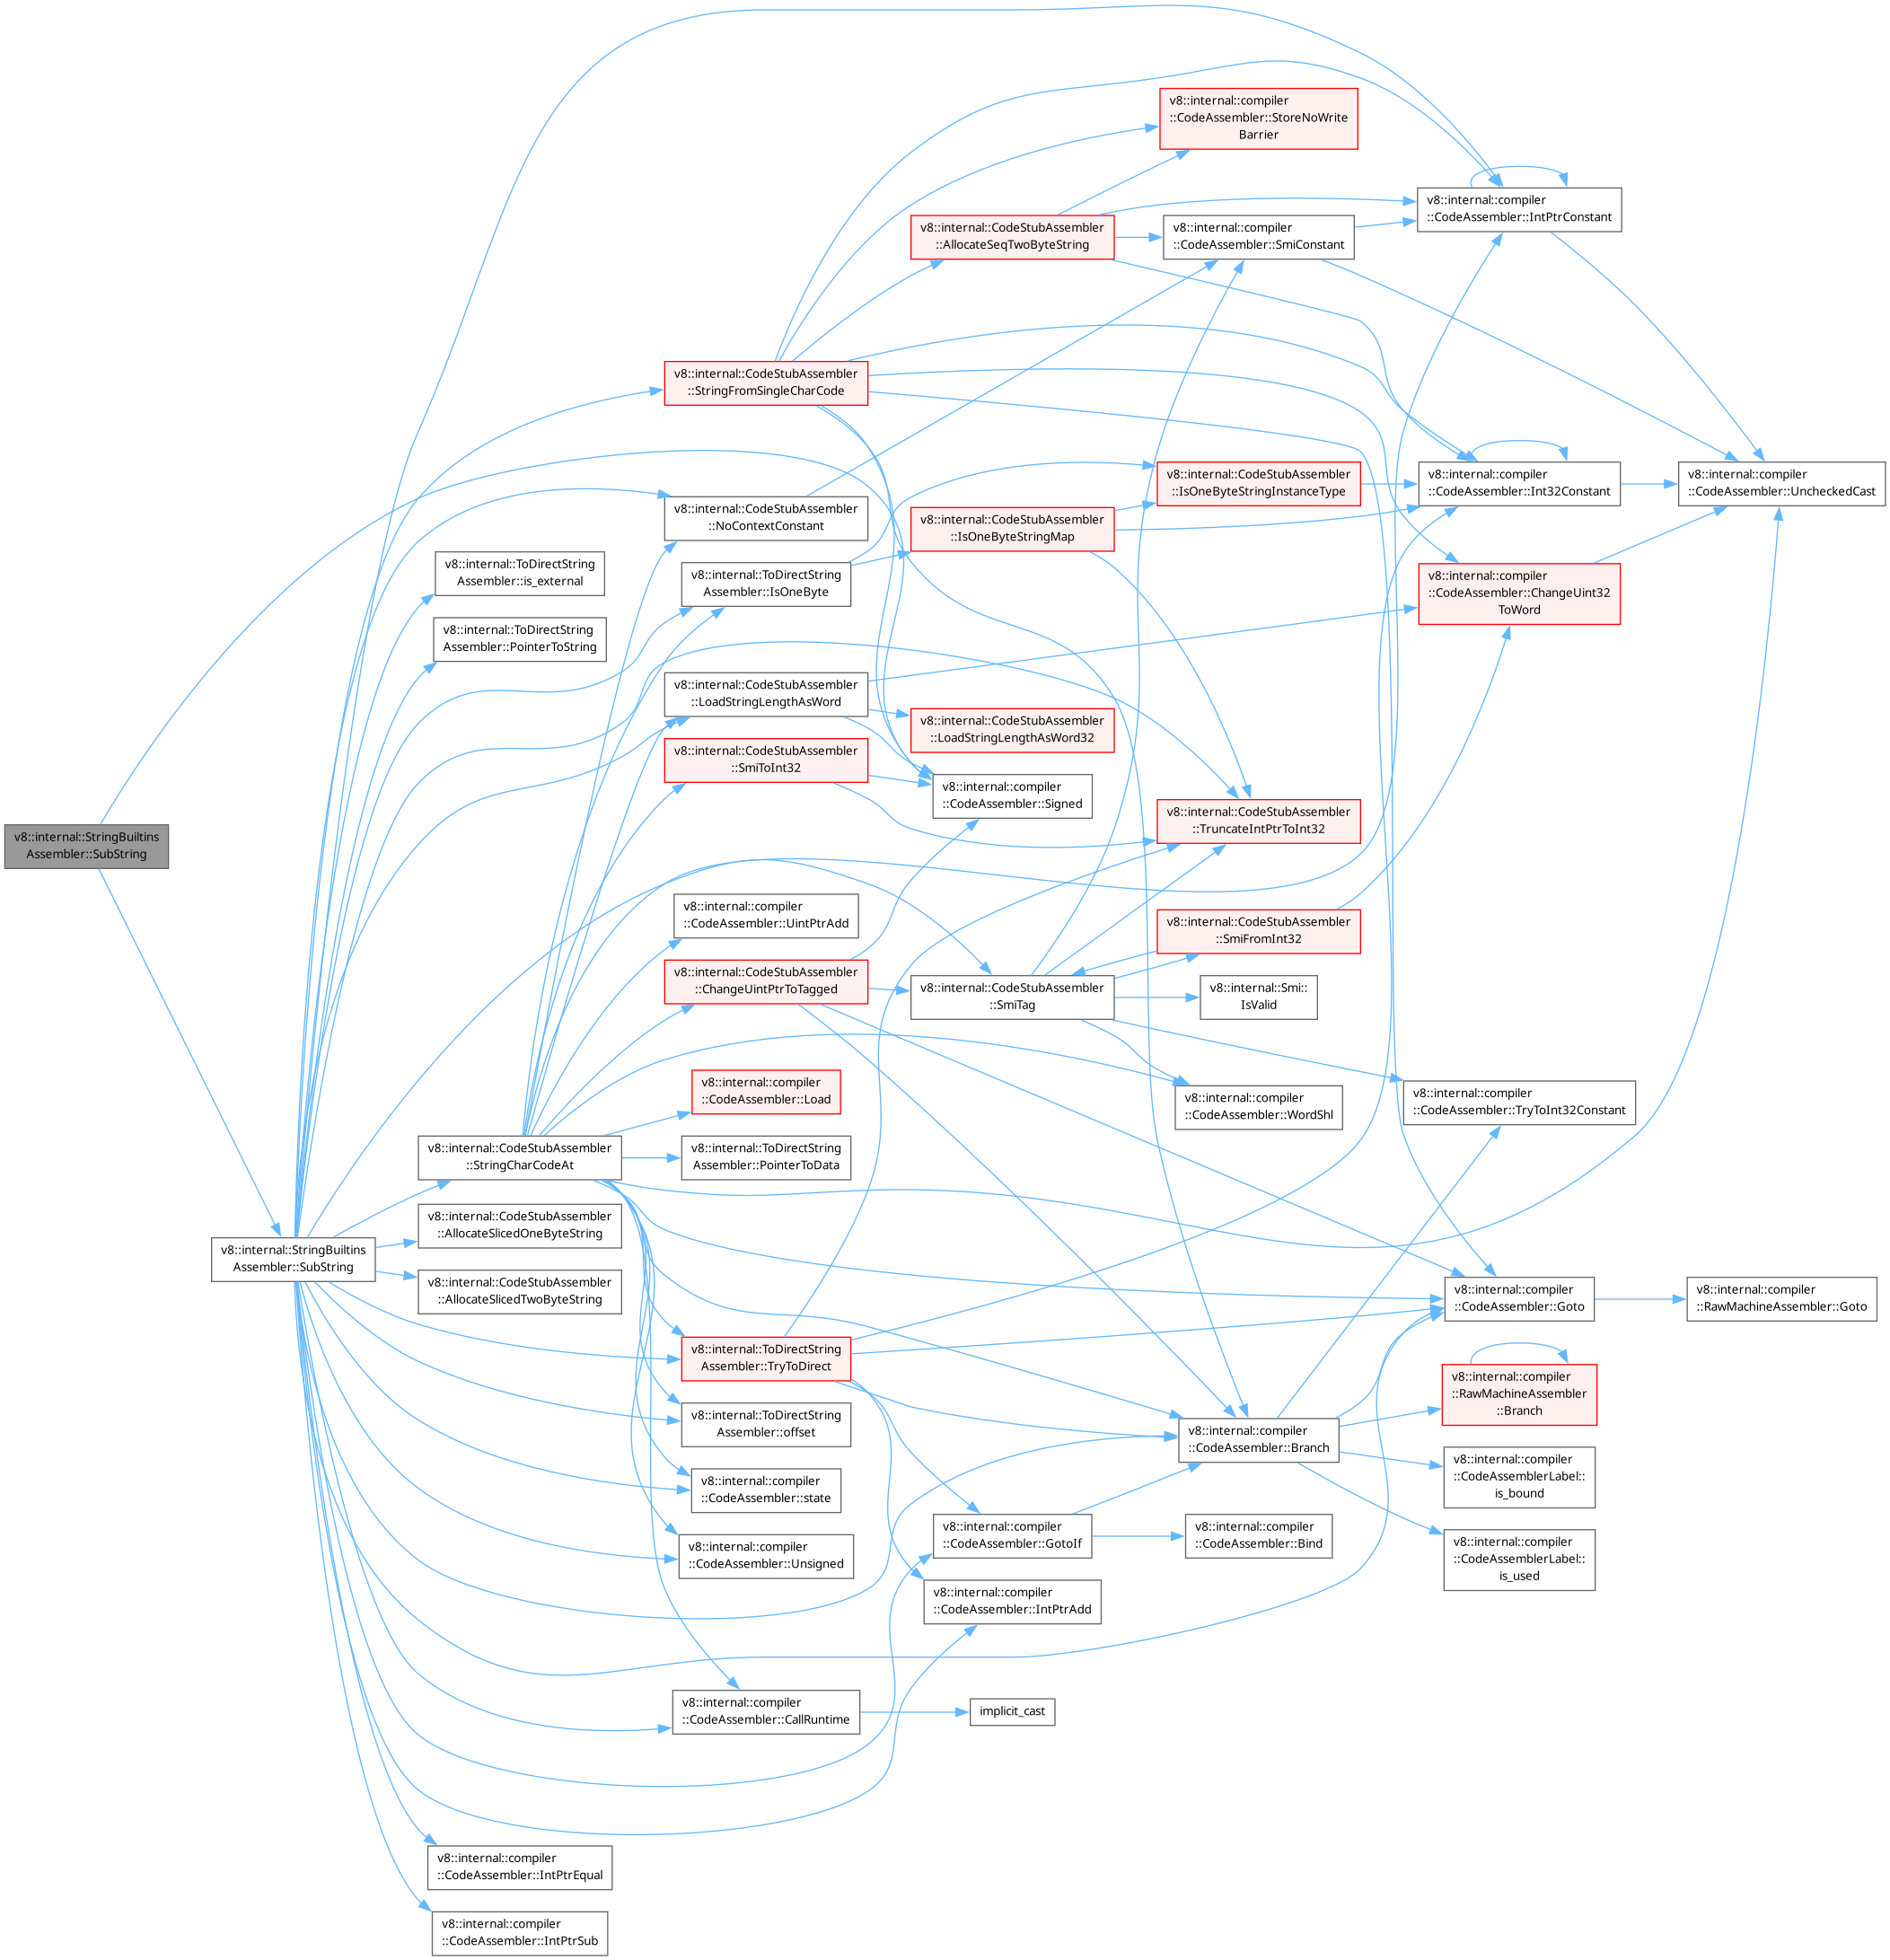 v8::internal::compiler
::CodeAssembler::StoreNoWrite
Barrier
v8::internal::compiler
::CodeAssembler::IntPtrConstant
v8::internal::CodeStubAssembler
::AllocateSeqTwoByteString
v8::internal::compiler
::CodeAssembler::SmiConstant
v8::internal::CodeStubAssembler
::StringFromSingleCharCode
v8::internal::CodeStubAssembler
::IsOneByteStringInstanceType
v8::internal::compiler
::CodeAssembler::Int32Constant
v8::internal::compiler
::CodeAssembler::UncheckedCast
v8::internal::CodeStubAssembler
::NoContextConstant
v8::internal::CodeStubAssembler
::IsOneByteStringMap
v8::internal::ToDirectString
Assembler::is_external
v8::internal::ToDirectString
Assembler::IsOneByte
v8::internal::compiler
::CodeAssembler::ChangeUint32
ToWord
v8::internal::ToDirectString
Assembler::PointerToString
v8::internal::CodeStubAssembler
::LoadStringLengthAsWord
v8::internal::CodeStubAssembler
::LoadStringLengthAsWord32
v8::internal::CodeStubAssembler
::SmiToInt32
v8::internal::compiler
::CodeAssembler::Signed
v8::internal::CodeStubAssembler
::TruncateIntPtrToInt32
v8::internal::StringBuiltins
Assembler::SubString
v8::internal::compiler
::CodeAssembler::UintPtrAdd
v8::internal::CodeStubAssembler
::SmiFromInt32
v8::internal::CodeStubAssembler
::ChangeUintPtrToTagged
v8::internal::CodeStubAssembler
::SmiTag
v8::internal::Smi::
IsValid
v8::internal::compiler
::CodeAssembler::Load
v8::internal::compiler
::CodeAssembler::WordShl
v8::internal::compiler
::CodeAssembler::TryToInt32Constant
v8::internal::CodeStubAssembler
::StringCharCodeAt
v8::internal::ToDirectString
Assembler::PointerToData
v8::internal::CodeStubAssembler
::AllocateSlicedOneByteString
v8::internal::StringBuiltins
Assembler::SubString
v8::internal::CodeStubAssembler
::AllocateSlicedTwoByteString
v8::internal::compiler
::CodeAssembler::Goto
v8::internal::compiler
::RawMachineAssembler::Goto
v8::internal::ToDirectString
Assembler::TryToDirect
v8::internal::compiler
::RawMachineAssembler
::Branch
v8::internal::ToDirectString
Assembler::offset
v8::internal::compiler
::CodeAssembler::Branch
v8::internal::compiler
::CodeAssemblerLabel::
is_bound
v8::internal::compiler
::CodeAssembler::state
v8::internal::compiler
::CodeAssembler::Unsigned
v8::internal::compiler
::CodeAssembler::GotoIf
v8::internal::compiler
::CodeAssembler::Bind
v8::internal::compiler
::CodeAssemblerLabel::
is_used
v8::internal::compiler
::CodeAssembler::IntPtrAdd
v8::internal::compiler
::CodeAssembler::CallRuntime
implicit_cast
v8::internal::compiler
::CodeAssembler::IntPtrEqual
v8::internal::compiler
::CodeAssembler::IntPtrSub